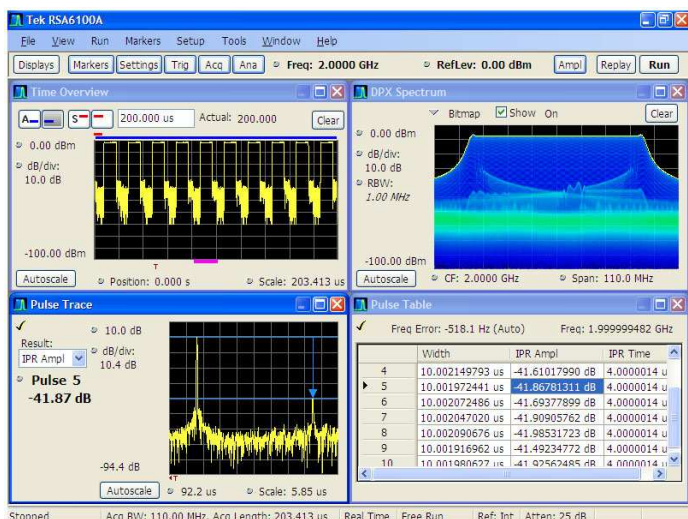 Tek RSA6100A
File View Run Markers Setup Tools Window Help
Displays Markers Settings Trig Acq Ana Freq: 2.0000 GHz RefLev: 0.00 dBm Ampl Replay Run
Time Overview
A S 200.000 us Actual: 200.000 Clear
0.00 dBm
dB/div:
10.0 dB
-100.00 dBm
T
Autoscale Position: 0.000 s Scale: 203.413 us
DPX Spectrum
Bitmap Show On Clear
0.00 dBm
dB/div:
10.0 dB
RBW:
1.00 MHz
-100.00 dBm
Autoscale CF: 2.0000 GHz Span: 110.0 MHz
Pulse Trace
Result:
IPR Ampl
Pulse 5
-41.87 dB
10.0 dB
dB/div:
10.4 dB
-94.4 dB
T
Autoscale 92.2 us Scale: 5.85 us
Pulse Table
Freq Error: -518.1 Hz (Auto) Freq: 1.999999482 GHz
Width IPR Ampl IPR Time
4 10.002149793 us -41.61017990 dB 4.0000014 u
5 10.001972441 us -41.86781311 dB 4.0000014 u
6 10.002072486 us -41.69377899 dB 4.0000014 u
7 10.002047020 us -41.90905762 dB 4.0000014 u
8 10.002090676 us -41.98531723 dB 4.0000014 u
9 10.001916962 us -41.49234772 dB 4.0000014 u
10 10.001980627 us -41.92562485 dB 4.0000014 u
Stopped Acq BW: 110.00 MHz, Acq Length: 203.413 us Real Time Free Run Ref: Int Atten: 25 dB